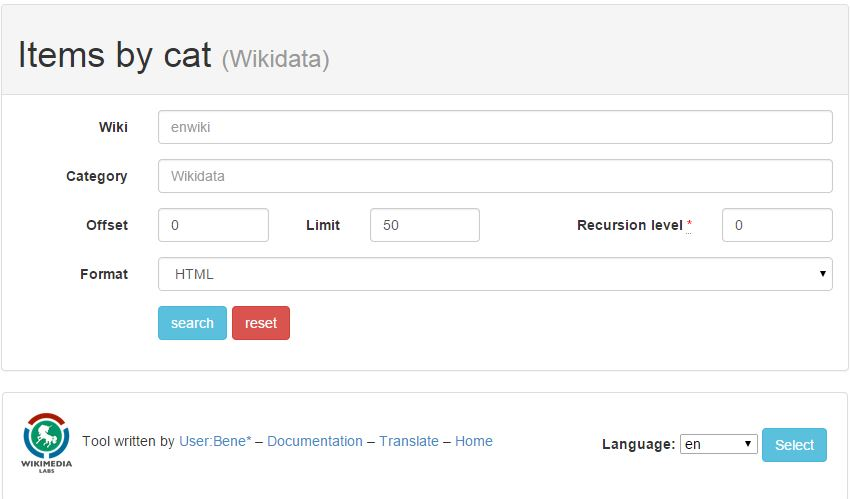 Items by cat (Wikidata)
Wiki enwiki
Category Wikidata
Offset 0 Limit 50 Recursion level * 0
Format HTML
search reset
WIKIMEDIA
LABS
Tool written by User:Bene* – Documentation – Translate – Home
Language: en Select